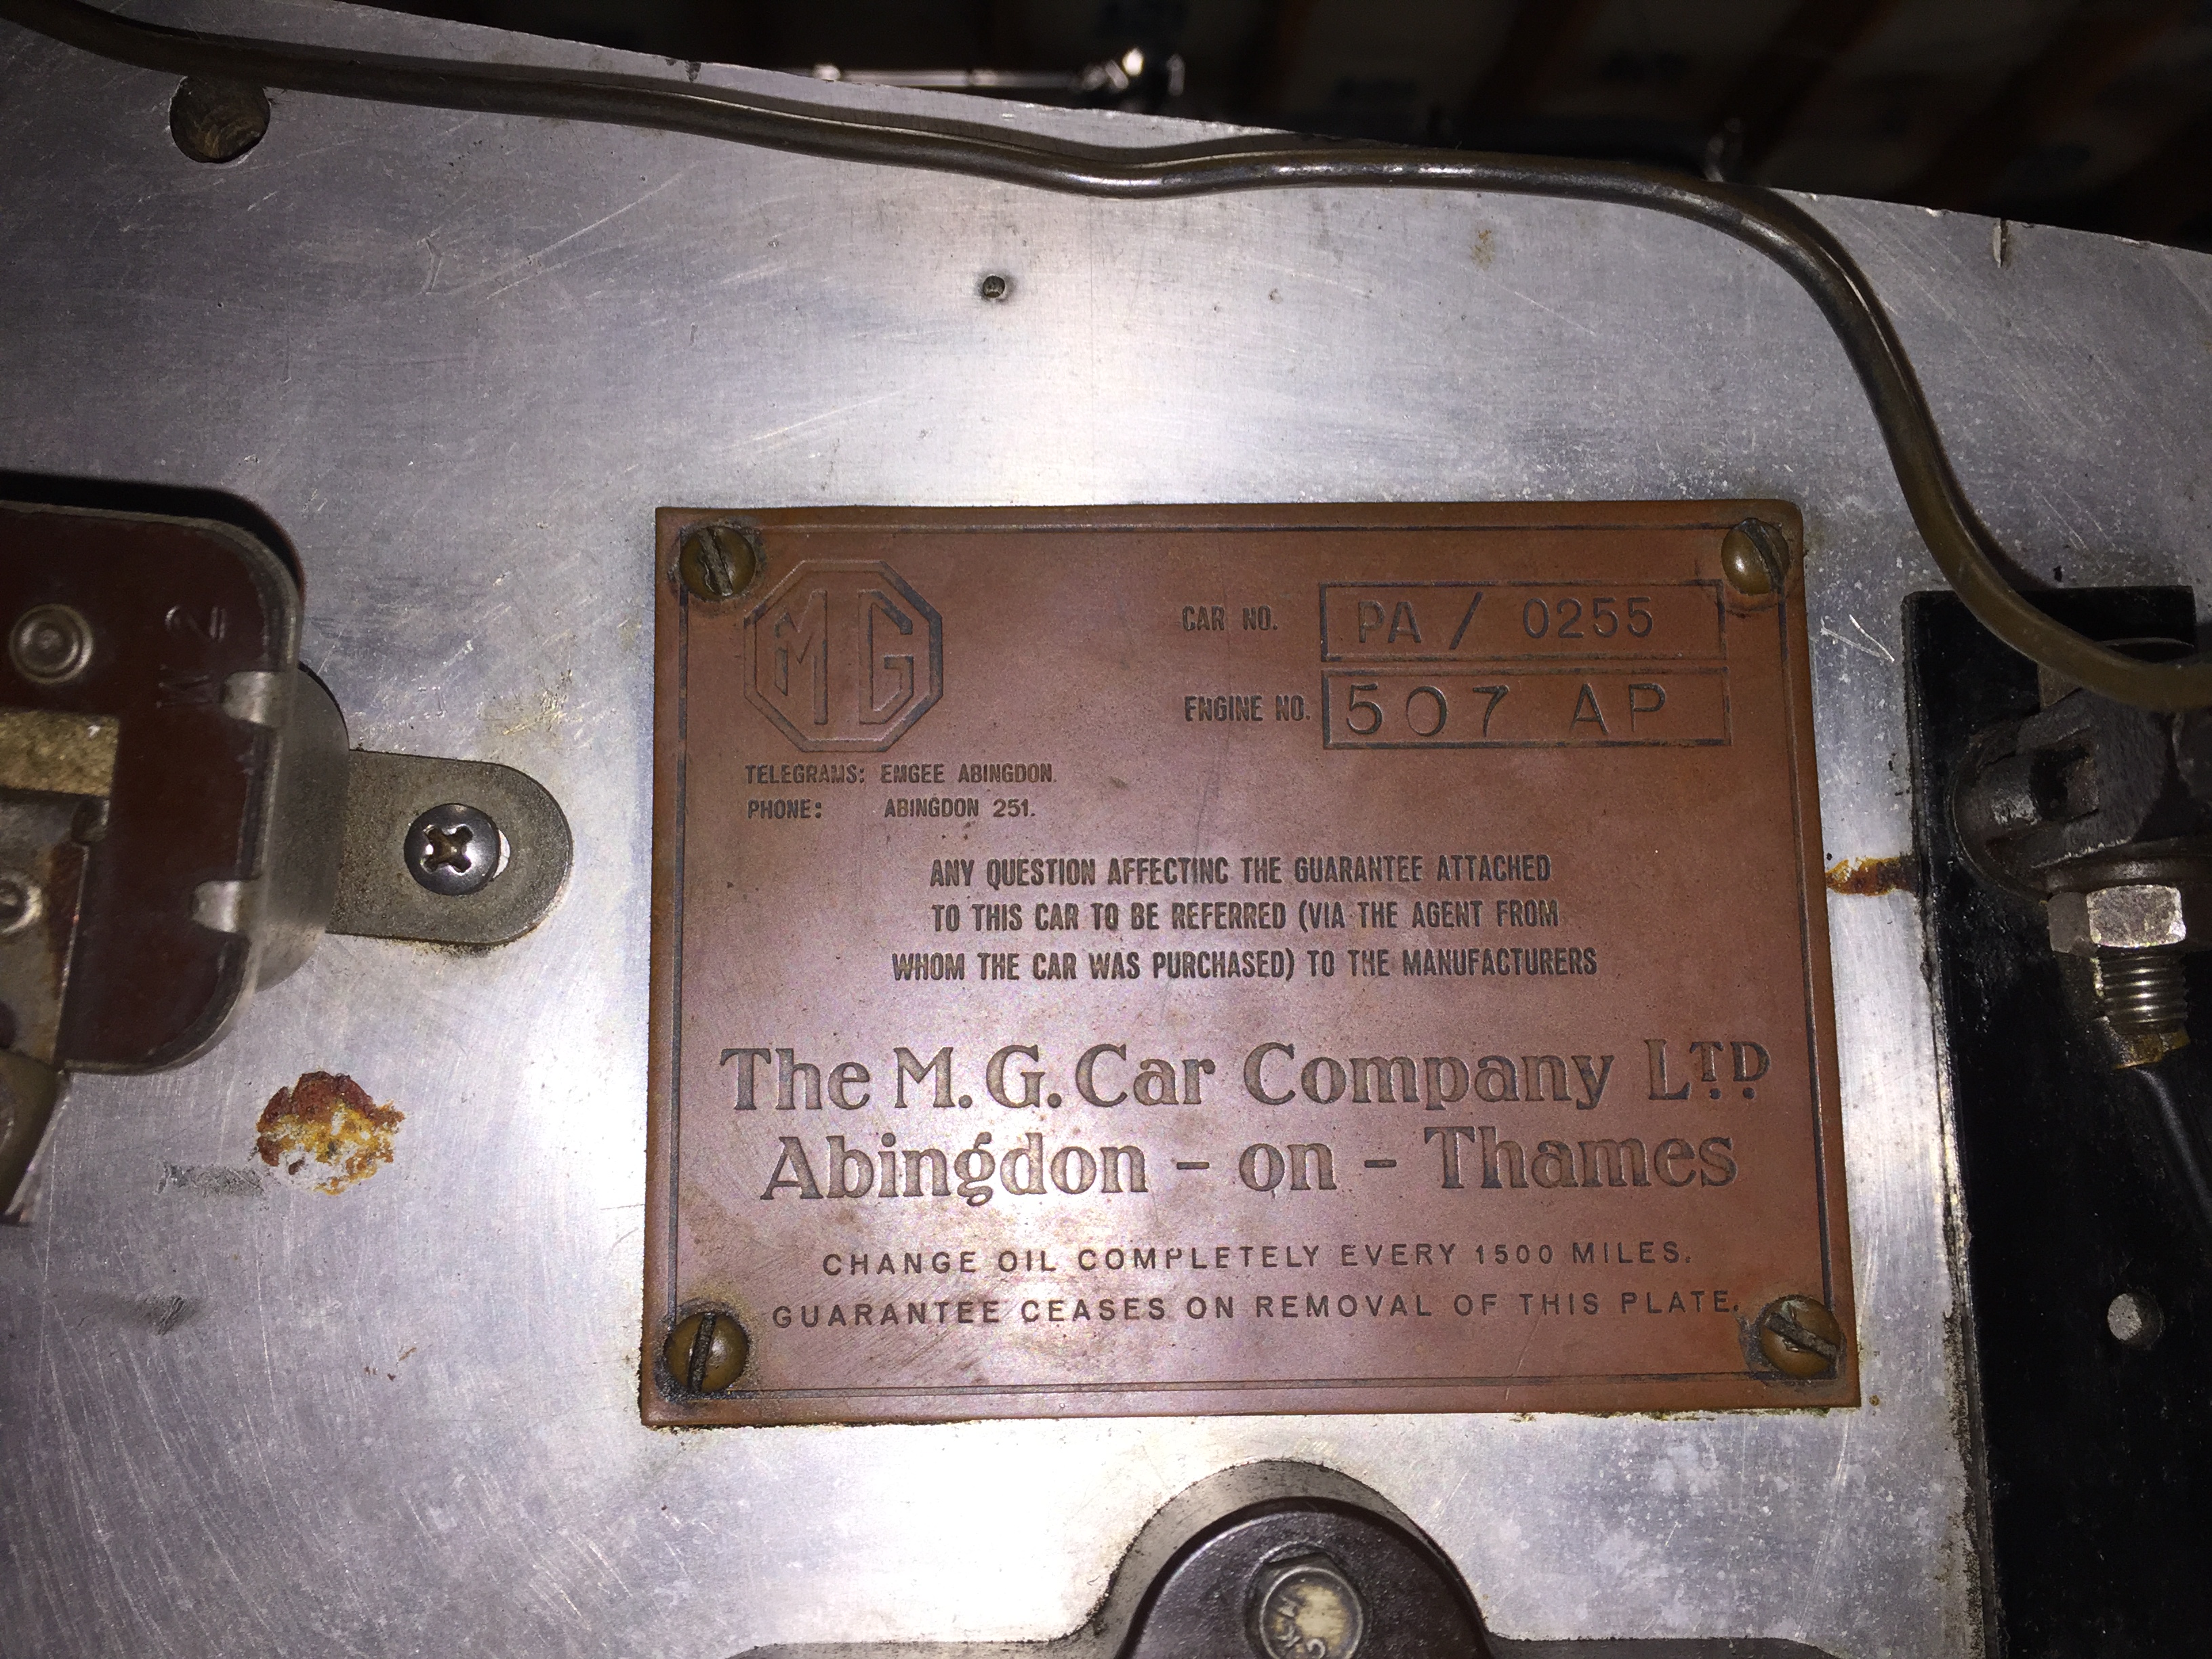 MG
CAR NO. PA / 0255
ENGINE NO. 507 AP
TELEGRAMS: EMGEE ABINGDON.
PHONE: ABINGDON 251.
ANY QUESTION AFFECTING THE GUARANTEE ATTACHED
TO THIS CAR TO BE REFERRED (VIA THE AGENT FROM
WHOM THE CAR WAS PURCHASED) TO THE MANUFACTURERS
The M.G. Car Company LTD
Abingdon - on - Thames
CHANGE OIL COMPLETELY EVERY 1500 MILES.
GUARANTEE CEASES ON REMOVAL OF THIS PLATE.